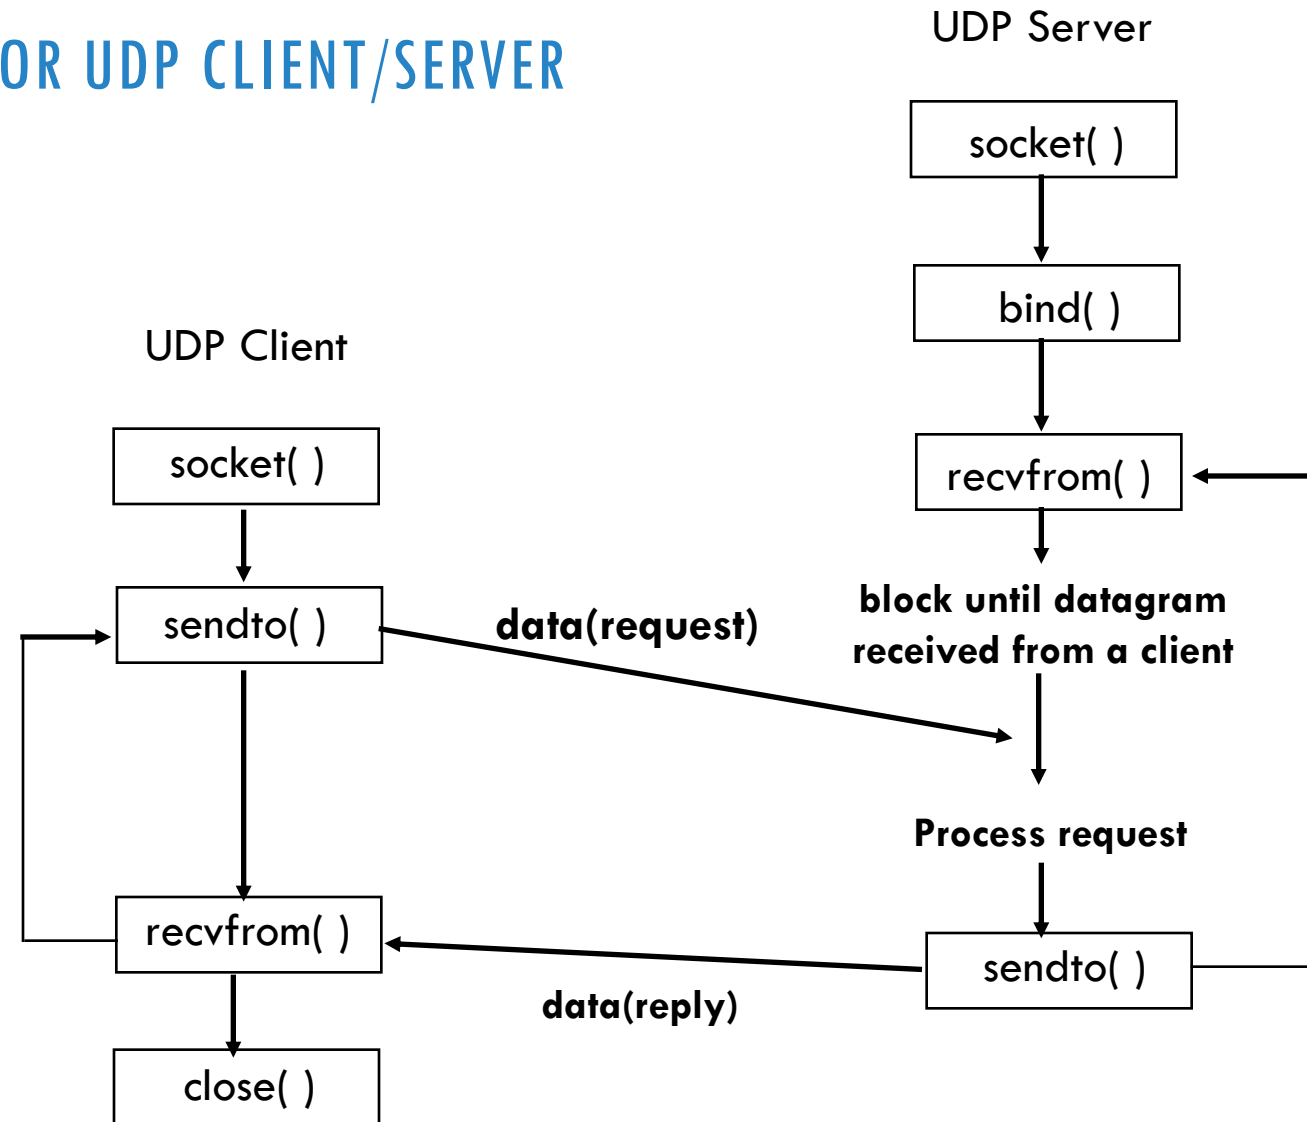 OR UDP CLIENT/SERVER
UDP Server
socket( )
bind( )
UDP Client
recvfrom( )
socket( )
block until datagram
received from a client
sendto( )
data(request)
Process request
recvfrom( )
sendto( )
data(reply)
close( )